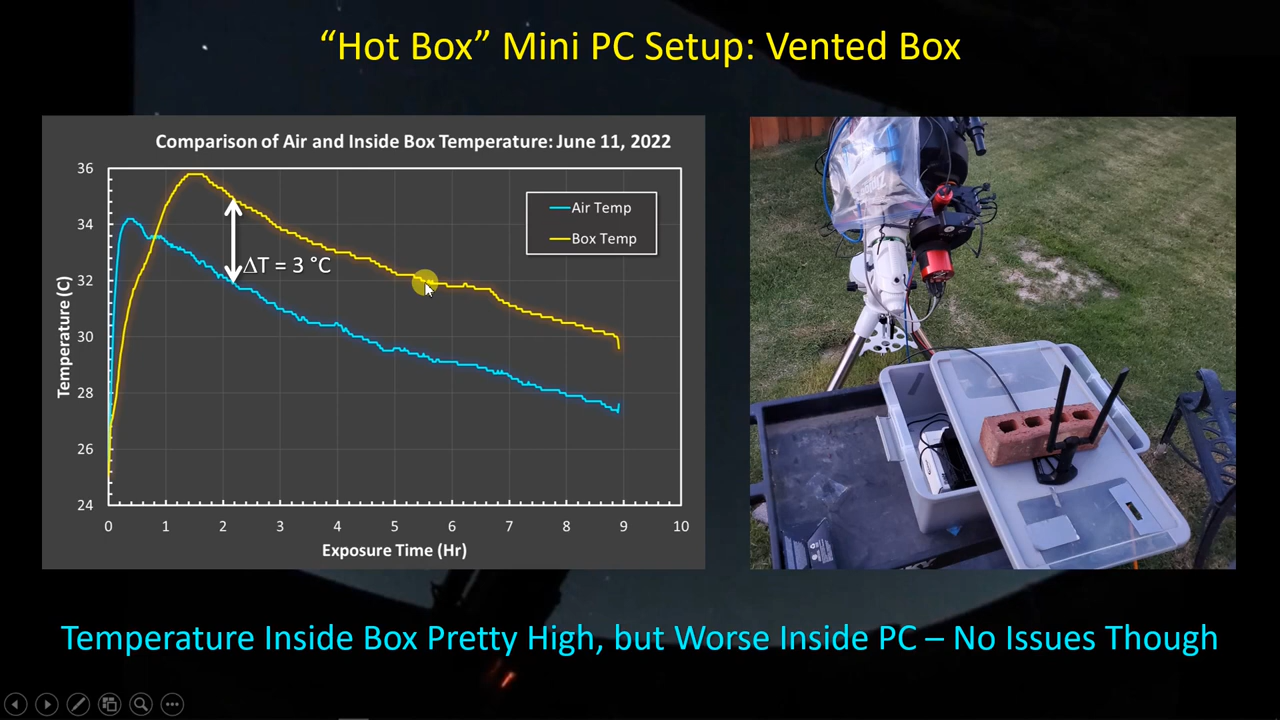 “Hot Box” Mini PC Setup: Vented Box
Comparison of Air and Inside Box Temperature: June 11, 2022
Temperature (C)
36
34
32
30
28
26
24
Air Temp
Box Temp
ΔT = 3 °C
0 1 2 3 4 5 6 7 8 9 10
Exposure Time (Hr)
Temperature Inside Box Pretty High, but Worse Inside PC – No Issues Though